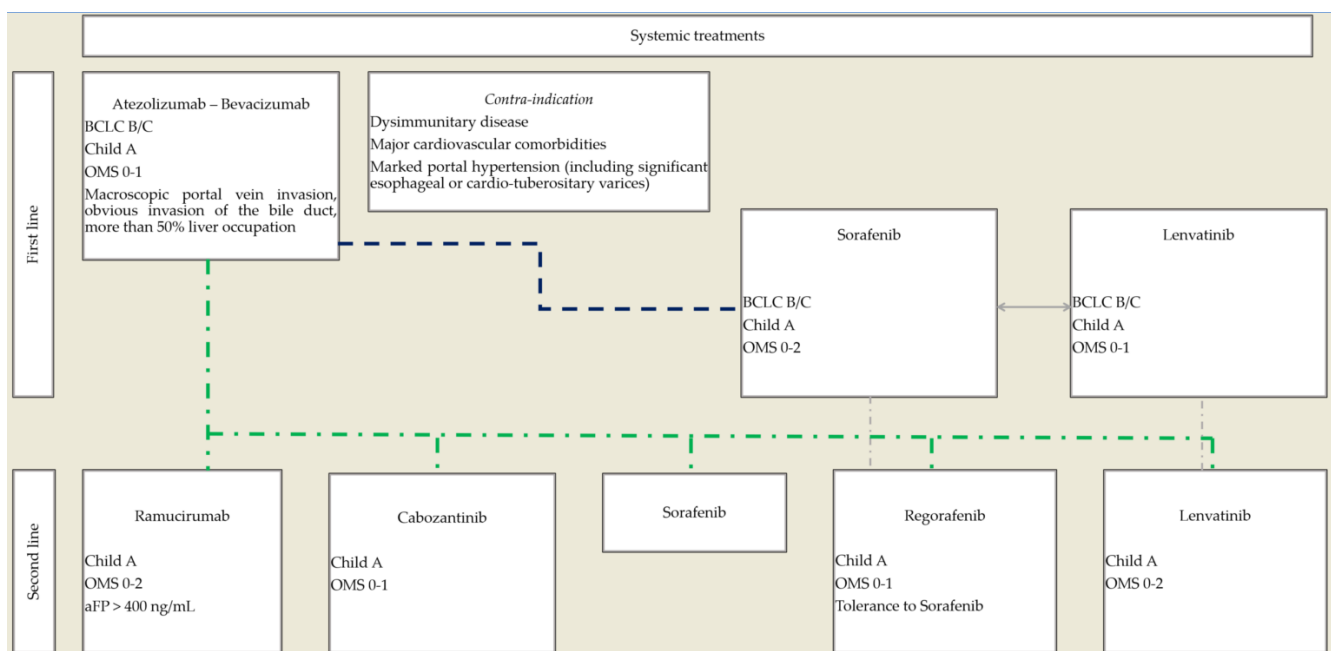 Systemic treatments
First line
Atezolizumab – Bevacizumab
BCLC B/C
Child A
OMS 0-1
Macroscopic portal vein invasion,
obvious invasion of the bile duct,
more than 50% liver occupation
Contra-indication
Dysimmunitary disease
Major cardiovascular comorbidities
Marked portal hypertension (including significant
esophageal or cardio-tuberositary varices)
Sorafenib
BCLC B/C
Child A
OMS 0-2
Lenvatinib
BCLC B/C
Child A
OMS 0-1
Second line
Ramucirumab
Child A
OMS 0-2
aFP > 400 ng/mL
Cabozantinib
Child A
OMS 0-1
Sorafenib
Regorafenib
Child A
OMS 0-1
Tolerance to Sorafenib
Lenvatinib
Child A
OMS 0-2